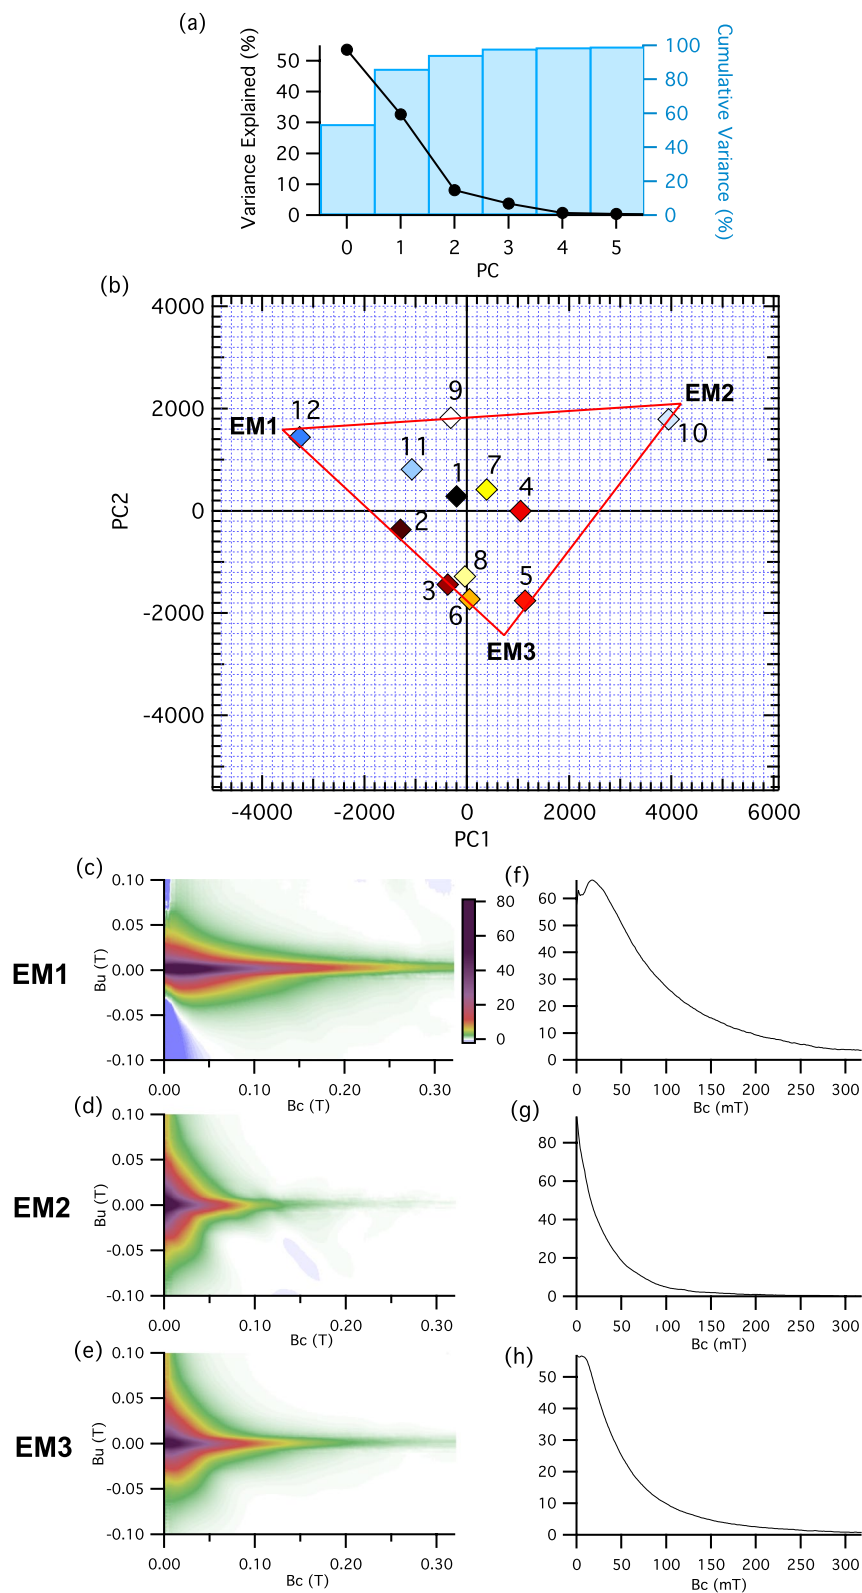 (a)
Variance Explained (%)
50
40
30
20
10
0
100
80
60
40
20
0
Cumulative Variance (%)
0 1 2 3 4 5
PC
(b)
4000
2000
0
-2000
-4000
PC2
EM1
12
9
EM2
10
11
1
7
4
2
8
3
6
5
EM3
-4000 -2000 0 2000 4000 6000
PC1
(c)
EM1
Bu (T)
0.10
0.05
0.00
-0.05
-0.10
0.00 0.10 0.20 0.30
Bc (T)
80
60
40
20
0
(f)
60
50
40
30
20
10
0
0 50 100 150 200 250 300
Bc (mT)
(d)
EM2
Bu (T)
0.10
0.05
0.00
-0.05
-0.10
0.00 0.10 0.20 0.30
Bc (T)
(g)
80
60
40
20
0
0 50 100 150 200 250 300
Bc (mT)
(e)
EM3
Bu (T)
0.10
0.05
0.00
-0.05
-0.10
0.00 0.10 0.20 0.30
Bc (T)
(h)
50
40
30
20
10
0
0 50 100 150 200 250 300
Bc (mT)